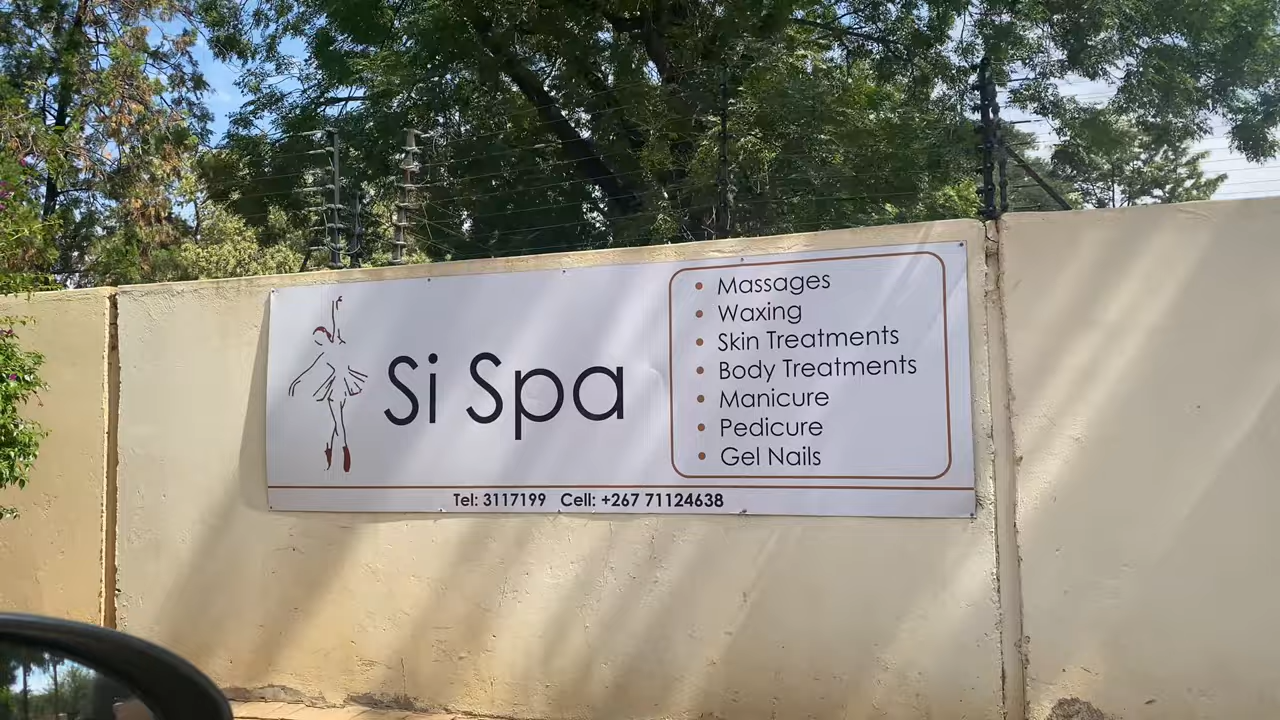 Si Spa
• Massages
• Waxing
• Skin Treatments
• Body Treatments
• Manicure
• Pedicure
• Gel Nails
Tel: 3117199 Cell: +267 71124638